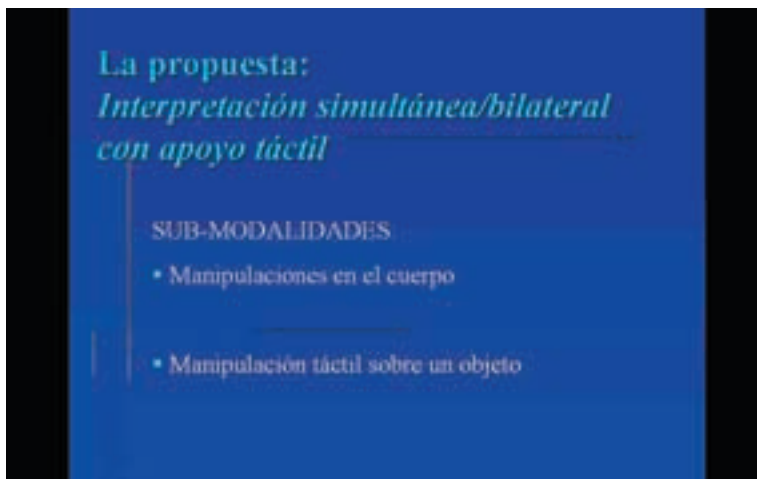 La propuesta:
Interpretación simultánea/bilateral
con apoyo táctil
SUB-MODALIDADES
• Manipulaciones en el cuerpo
• Manipulación táctil sobre un objeto